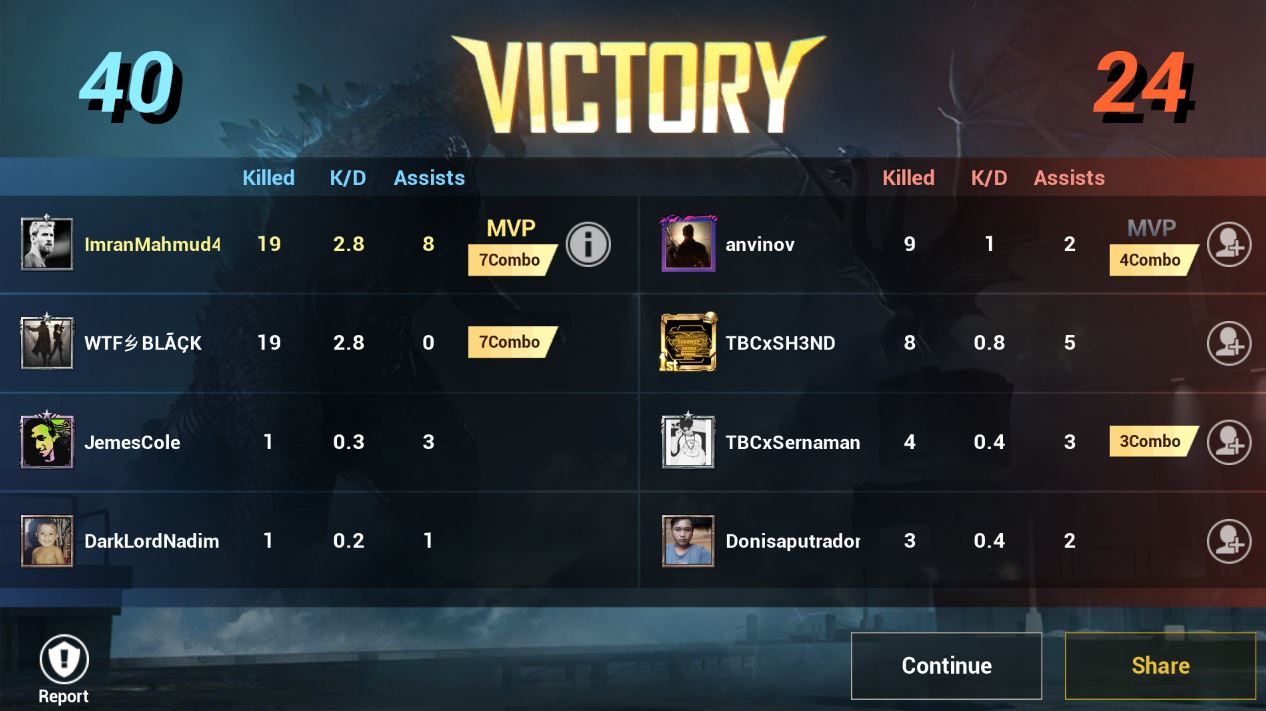 40
VICTORY
24
Killed K/D Assists
Killed K/D Assists
ImranMahmud4 19 2.8 8 MVP
7Combo
anvinov 9 1 2 MVP
4Combo
WTF乡BLÃÇK 19 2.8 0 7Combo
1st TBCxSH3ND 8 0.8 5
JemesCole 1 0.3 3
TBCxSernaman 4 0.4 3 3Combo
DarkLordNadim 1 0.2 1
Donisaputrador 3 0.4 2
Report
Continue
Share